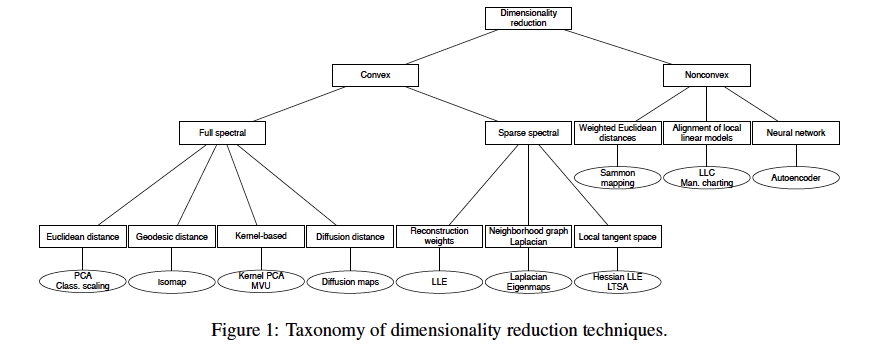 Dimensionality
reduction
Convex
Nonconvex
Full spectral
Sparse spectral
Weighted Euclidean
distances
Alignment of local
linear models
Neural network
Sammon
mapping
LLC
Man. charting
Autoencoder
Euclidean distance
Geodesic distance
Kernel-based
Diffusion distance
Reconstruction
weights
Neighborhood graph
Laplacian
Local tangent space
PCA
Class. scaling
Isomap
Kernel PCA
MVU
Diffusion maps
LLE
Laplacian
Eigenmaps
Hessian LLE
LTSA
Figure 1: Taxonomy of dimensionality reduction techniques.